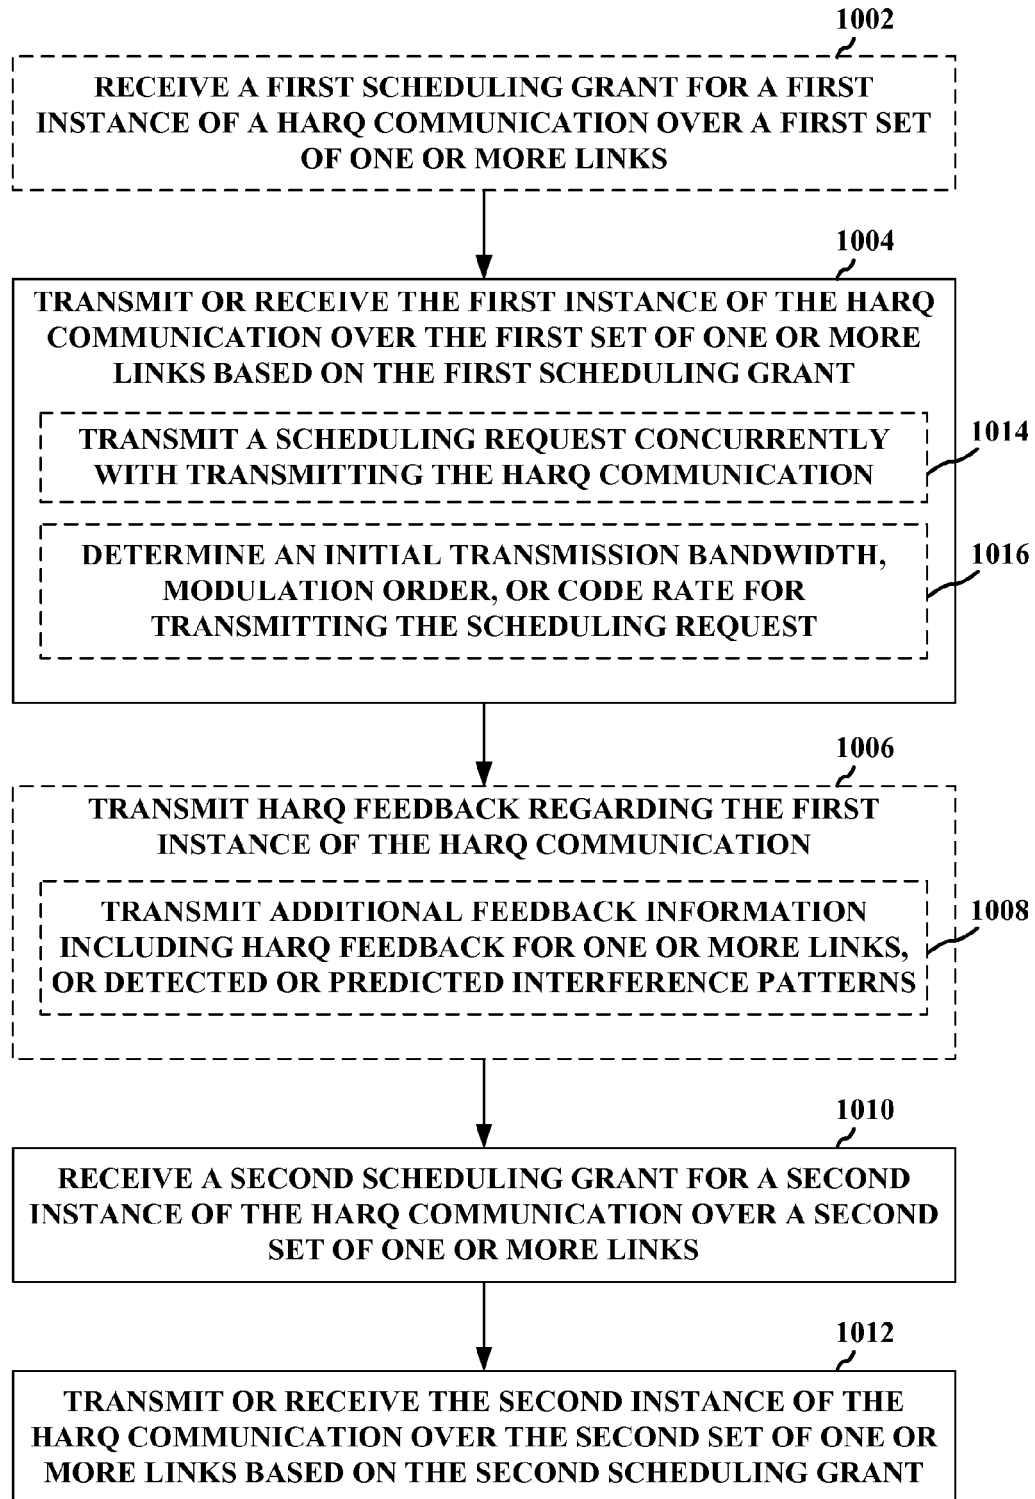 1002
RECEIVE A FIRST SCHEDULING GRANT FOR A FIRST
INSTANCE OF A HARQ COMMUNICATION OVER A FIRST SET
OF ONE OR MORE LINKS
1004
TRANSMIT OR RECEIVE THE FIRST INSTANCE OF THE HARQ
COMMUNICATION OVER THE FIRST SET OF ONE OR MORE
LINKS BASED ON THE FIRST SCHEDULING GRANT
TRANSMIT A SCHEDULING REQUEST CONCURRENTLY
WITH TRANSMITTING THE HARQ COMMUNICATION
1014
DETERMINE AN INITIAL TRANSMISSION BANDWIDTH,
MODULATION ORDER, OR CODE RATE FOR
TRANSMITTING THE SCHEDULING REQUEST
1016
1006
TRANSMIT HARQ FEEDBACK REGARDING THE FIRST
INSTANCE OF THE HARQ COMMUNICATION
TRANSMIT ADDITIONAL FEEDBACK INFORMATION
INCLUDING HARQ FEEDBACK FOR ONE OR MORE LINKS,
OR DETECTED OR PREDICTED INTERFERENCE PATTERNS
1008
1010
RECEIVE A SECOND SCHEDULING GRANT FOR A SECOND
INSTANCE OF THE HARQ COMMUNICATION OVER A SECOND
SET OF ONE OR MORE LINKS
1012
TRANSMIT OR RECEIVE THE SECOND INSTANCE OF THE
HARQ COMMUNICATION OVER THE SECOND SET OF ONE OR
MORE LINKS BASED ON THE SECOND SCHEDULING GRANT